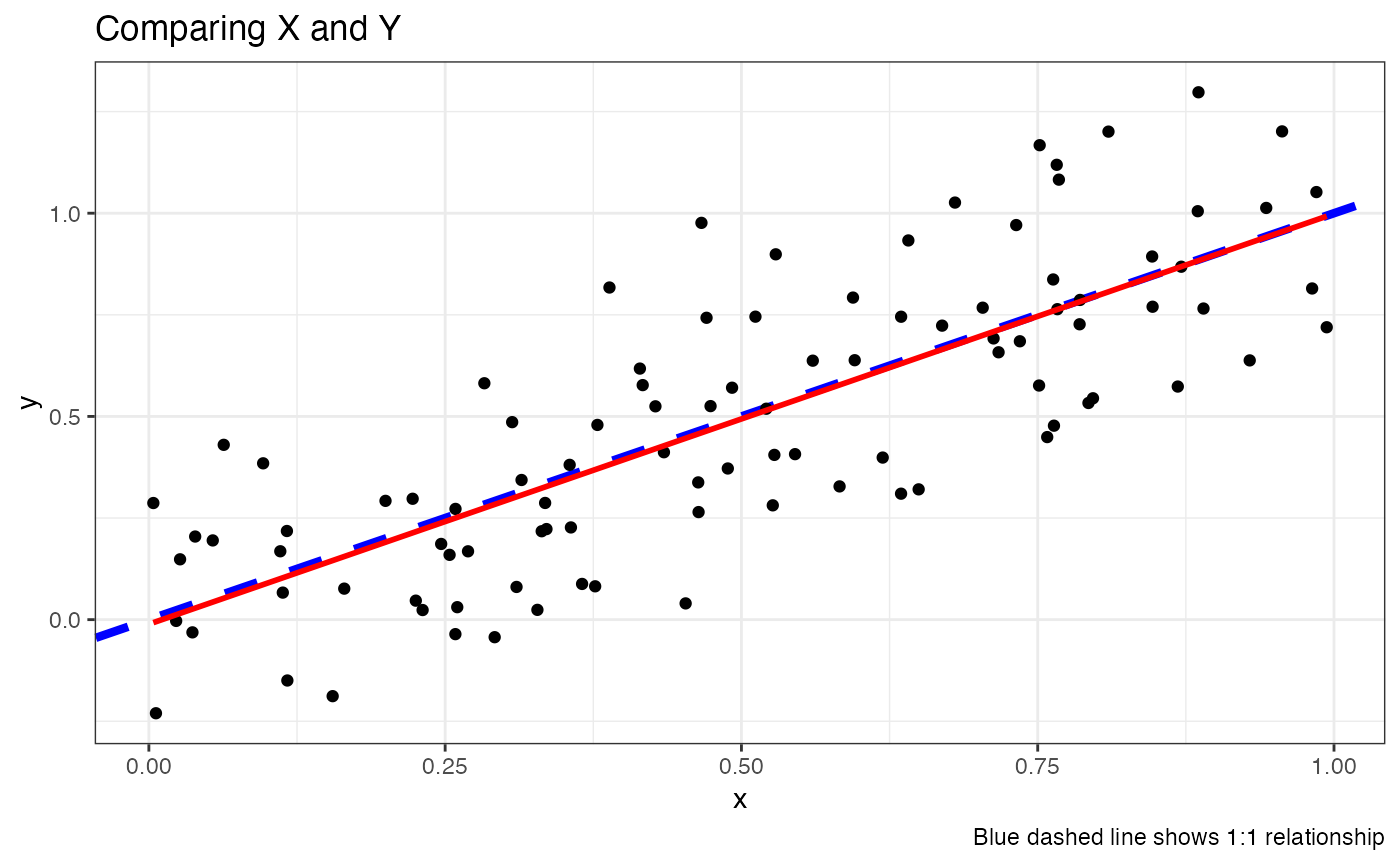 Comparing X and Y
1.0
0.5
0.0
y
0.00 0.25 0.50 0.75 1.00
x
Blue dashed line shows 1:1 relationship